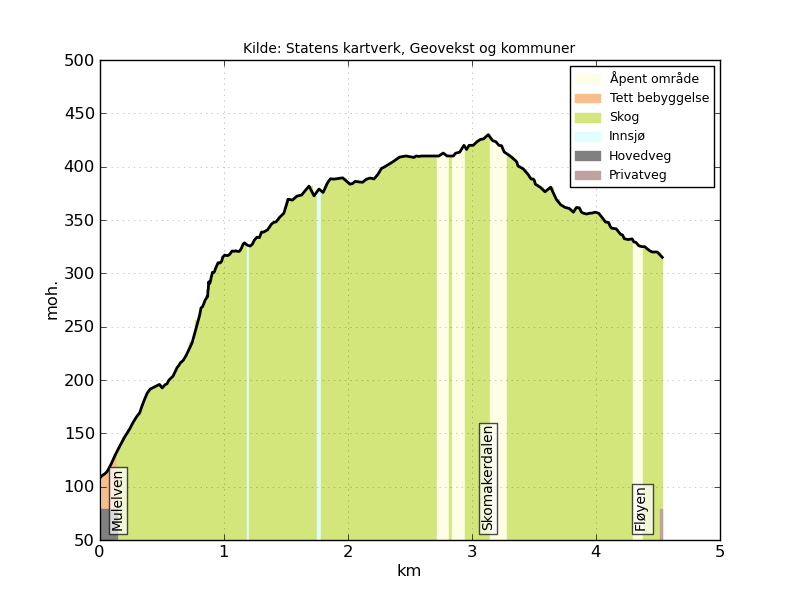 Kilde: Statens kartverk, Geovekst og kommuner
500
450
400
350
300
250
200
150
100
50
moh.
Åpent område
Tett bebyggelse
Skog
Innsjø
Hovedveg
Privatveg
Mulelven
Skomakerdalen
Fløyen
0 1 2 3 4 5
km